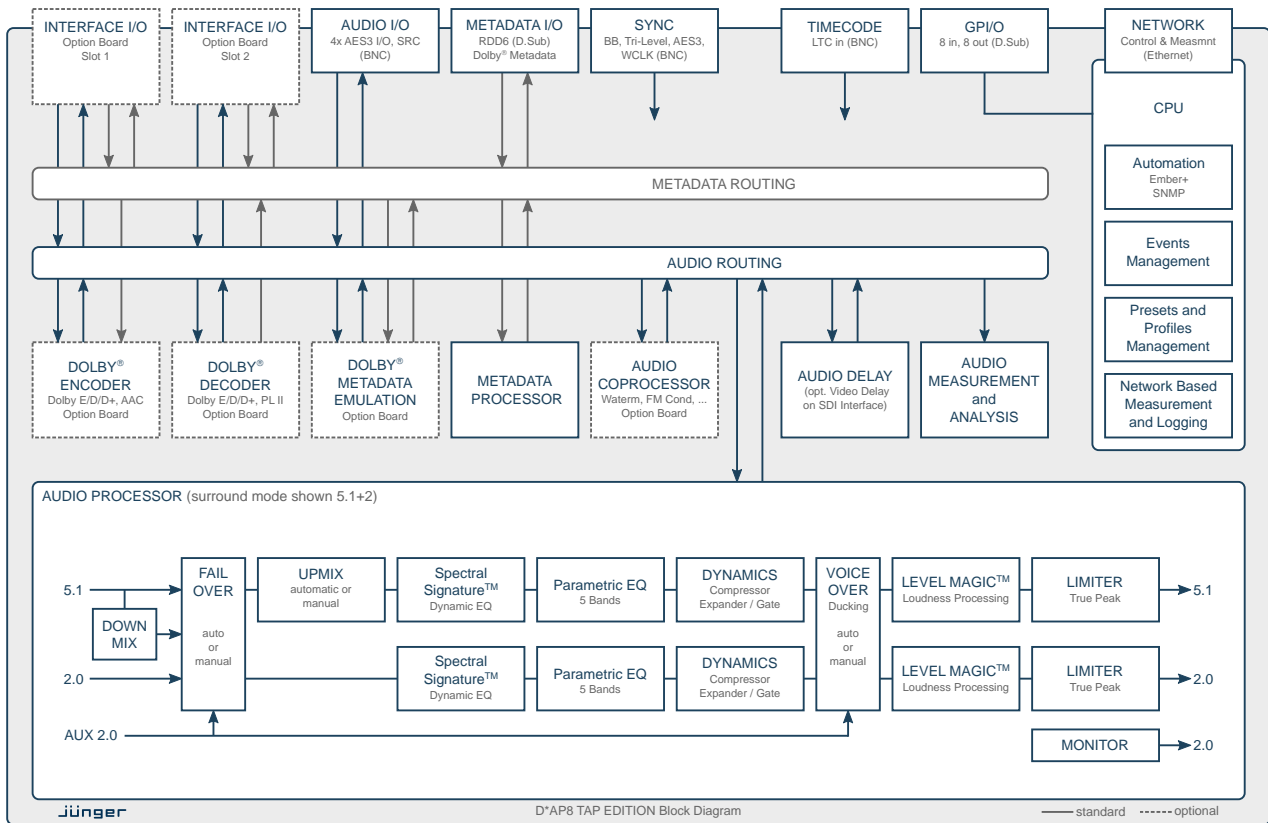 INTERFACE I/O
Option Board
Slot 1
INTERFACE I/O
Option Board
Slot 2
AUDIO I/O
4x AES3 I/O, SRC
(BNC)
METADATA I/O
RDD6 (D.Sub)
Dolby® Metadata
SYNC
BB, Tri-Level, AES3,
WCLK (BNC)
TIMECODE
LTC in (BNC)
GPI/O
8 in, 8 out (D.Sub)
NETWORK
Control & Measmnt
(Ethernet)
CPU
Automation
Ember+
SNMP
Events
Management
Presets and
Profiles
Management
Network Based
Measurement
and Logging
METADATA ROUTING
AUDIO ROUTING
DOLBY®
ENCODER
Dolby E/D/D+, AAC
Option Board
DOLBY®
DECODER
Dolby E/D/D+, PL II
Option Board
DOLBY®
METADATA
EMULATION
Option Board
METADATA
PROCESSOR
AUDIO
COPROCESSOR
Waterm, FM Cond, ...
Option Board
AUDIO DELAY
(opt. Video Delay
on SDI Interface)
AUDIO
MEASUREMENT
and
ANALYSIS
AUDIO PROCESSOR (surround mode shown 5.1+2)
5.1
DOWN
MIX
2.0
AUX 2.0
FAIL
OVER
auto
or
manual
UPMIX
automatic or
manual
Spectral
Signature™
Dynamic EQ
Parametric EQ
5 Bands
DYNAMICS
Compressor
Expander / Gate
VOICE
OVER
Ducking
auto
or
manual
LEVEL MAGIC™
Loudness Processing
LIMITER
True Peak
5.1
Spectral
Signature™
Dynamic EQ
Parametric EQ
5 Bands
DYNAMICS
Compressor
Expander / Gate
LEVEL MAGIC™
Loudness Processing
LIMITER
True Peak
2.0
MONITOR
2.0
jünger
D*AP8 TAP EDITION Block Diagram
standard
optional